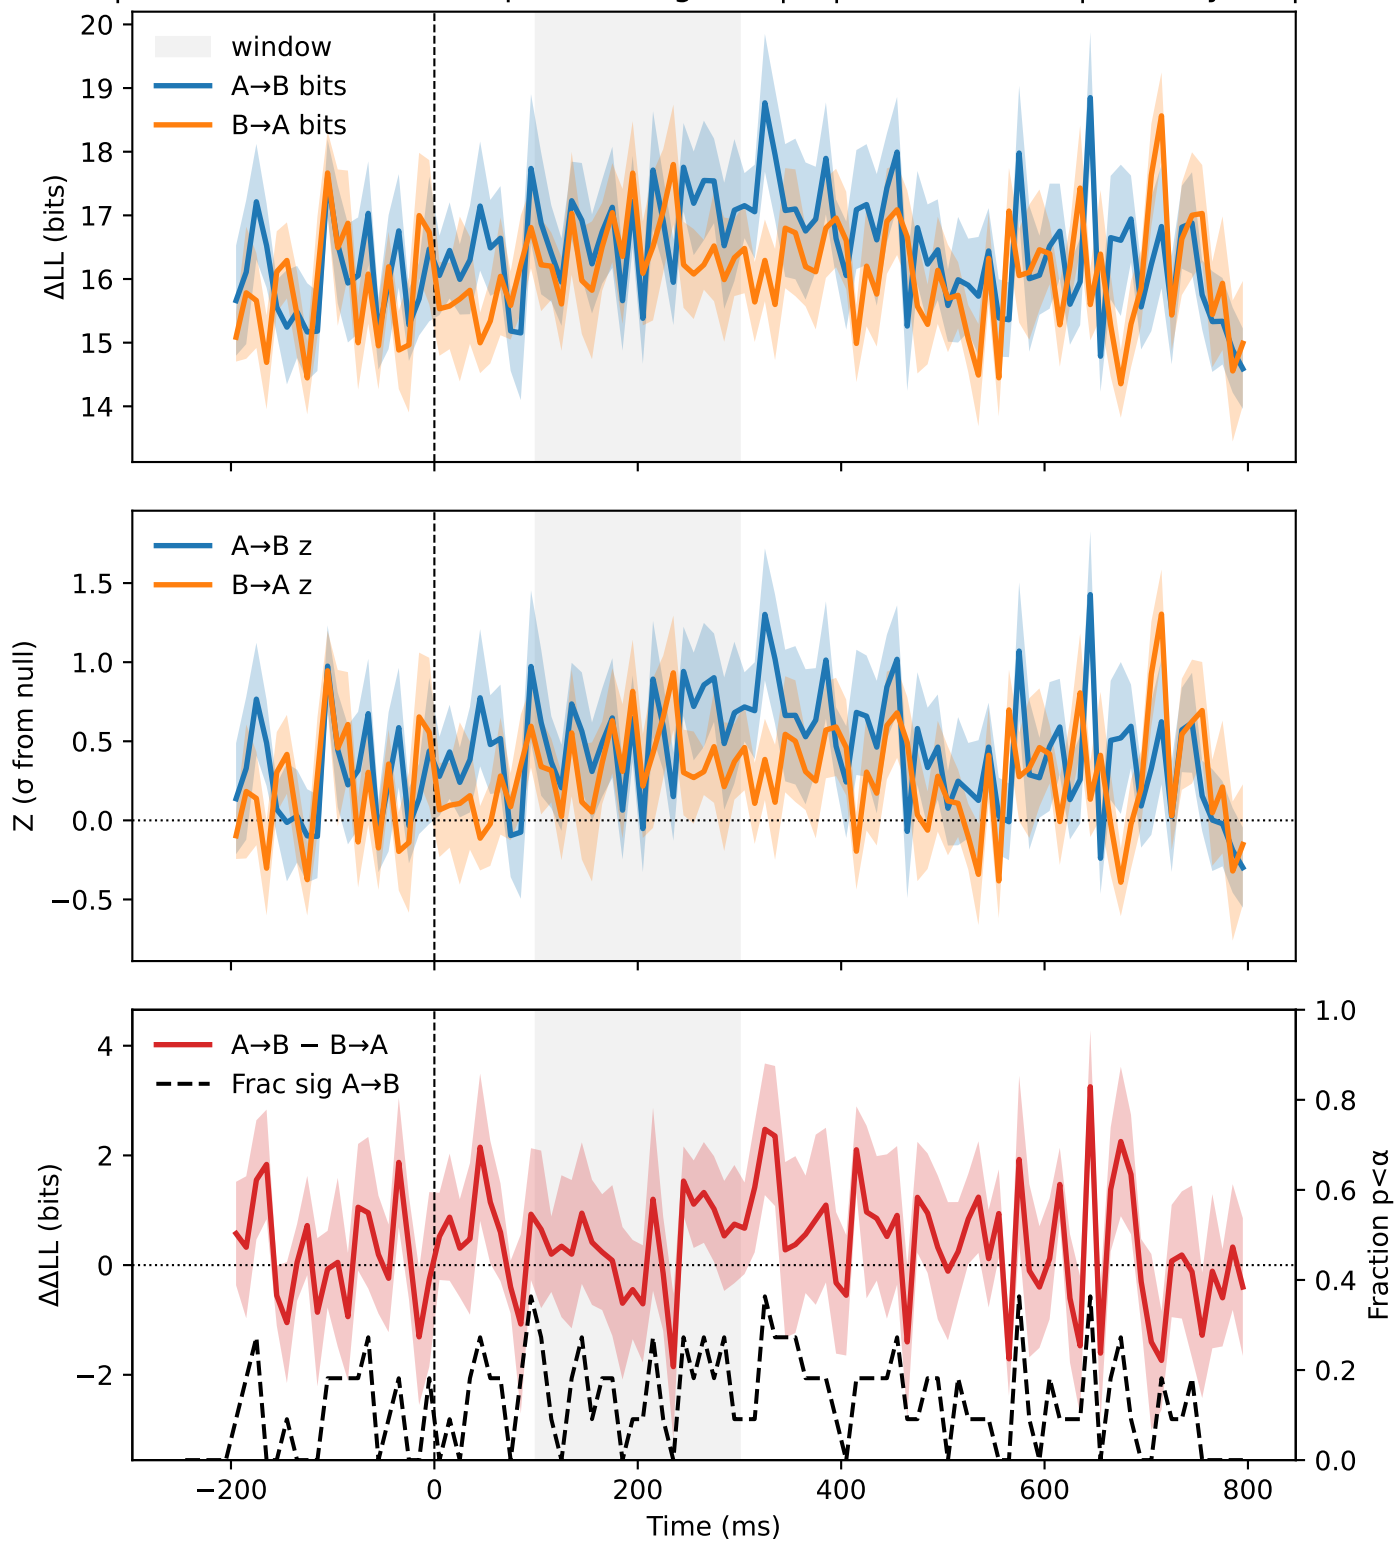 20
19
18
17
16
15
14
ΔLL (bits)
window
A→B bits
B→A bits
1.5
1.0
0.5
0.0
−0.5
Z (σ from null)
A→B z
B→A z
4
2
0
−2
ΔΔLL (bits)
A→B − B→A
Frac sig A→B
1.0
0.8
0.6
0.4
0.2
0.0
Fraction p<α
−200 0 200 400 600 800
Time (ms)